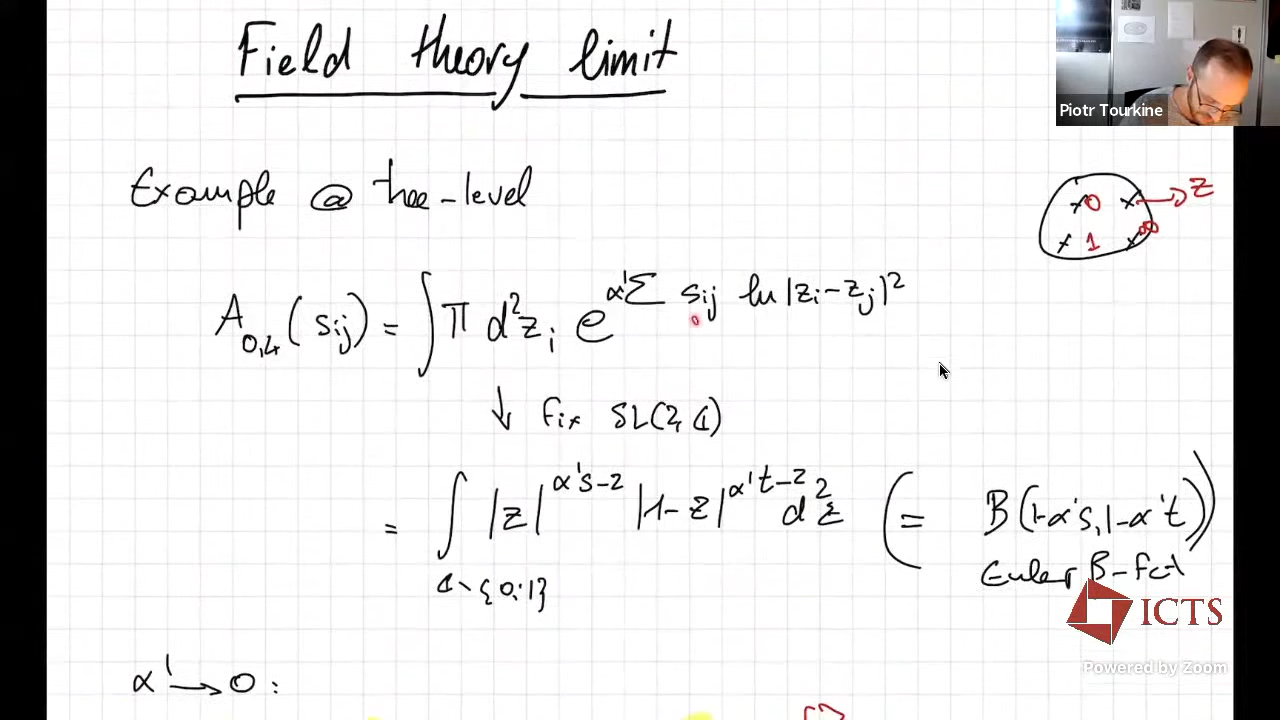 Field theory limit
Piotr Tourkine
Example @ tree-level
0 z
1 ∞
A₀,₄(sᵢⱼ) = ∫ π d²zᵢ e^(α'Σ sᵢⱼ ln|zᵢ-zⱼ|²)
↓ Fix SL(2,ℂ)
= ∫ |z|^(α's-2) |1-z|^(α't-2) d²z (= B(1-α's,1-α't))
ℂ∖{0;1} Euler B-fct
ICTS
Powered by Zoom
α' → 0 :